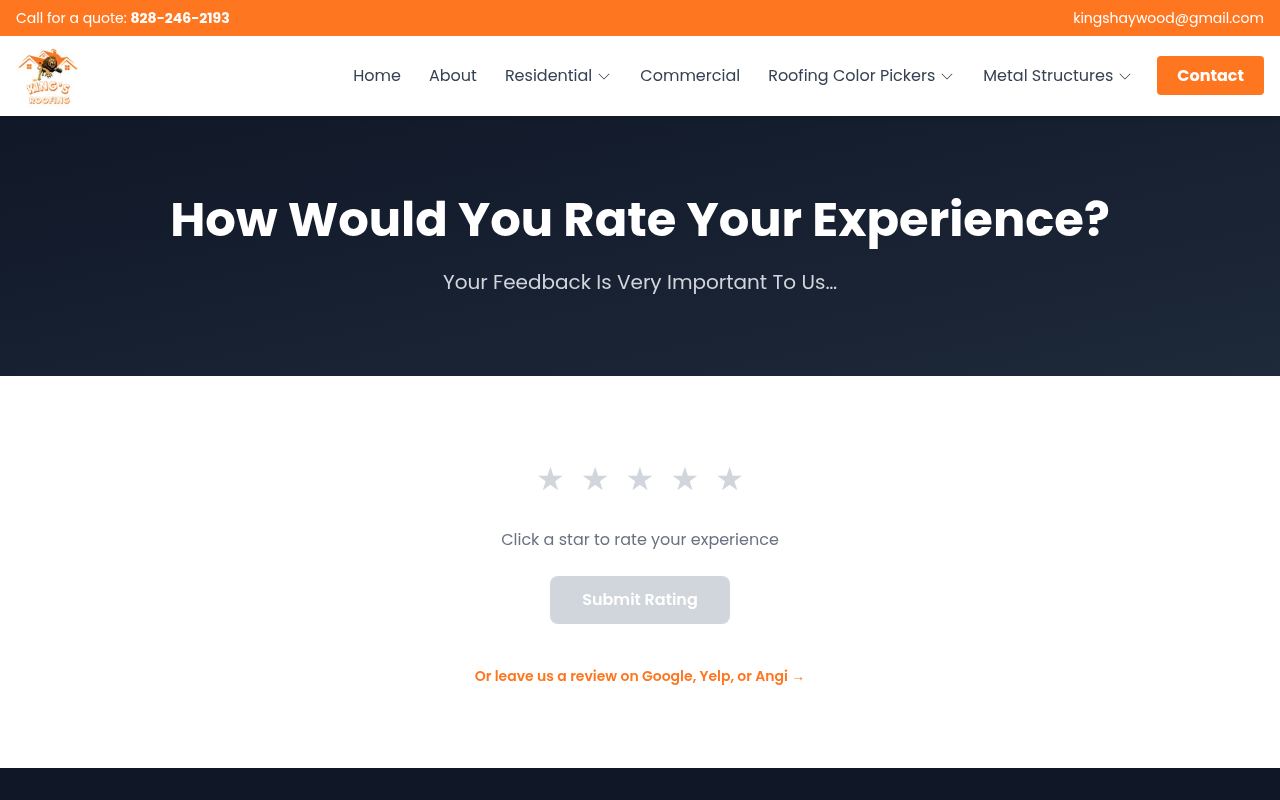 Call for a quote: 828-246-2193
kingshaywood@gmail.com
KING'S
ROOFING
Home
About
Residential
Commercial
Roofing Color Pickers
Metal Structures
Contact
How Would You Rate Your Experience?
Your Feedback Is Very Important To Us...
★ ★ ★ ★ ★
Click a star to rate your experience
Submit Rating
Or leave us a review on Google, Yelp, or Angi →